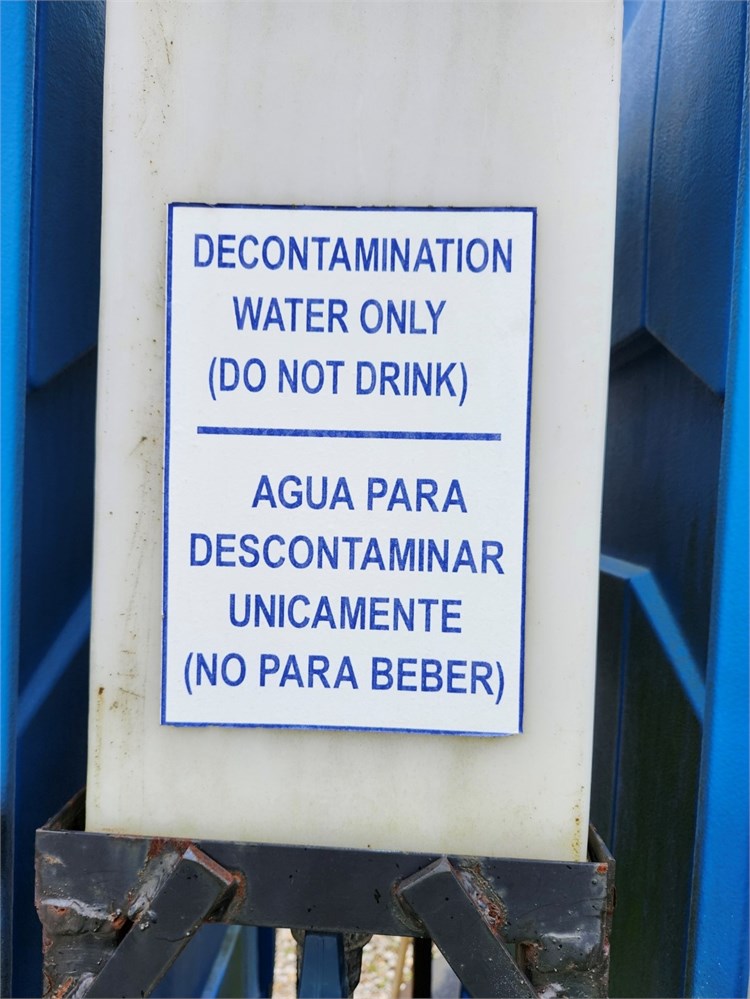 DECONTAMINATION
WATER ONLY
(DO NOT DRINK)
AGUA PARA
DESCONTAMINAR
UNICAMENTE
(NO PARA BEBER)